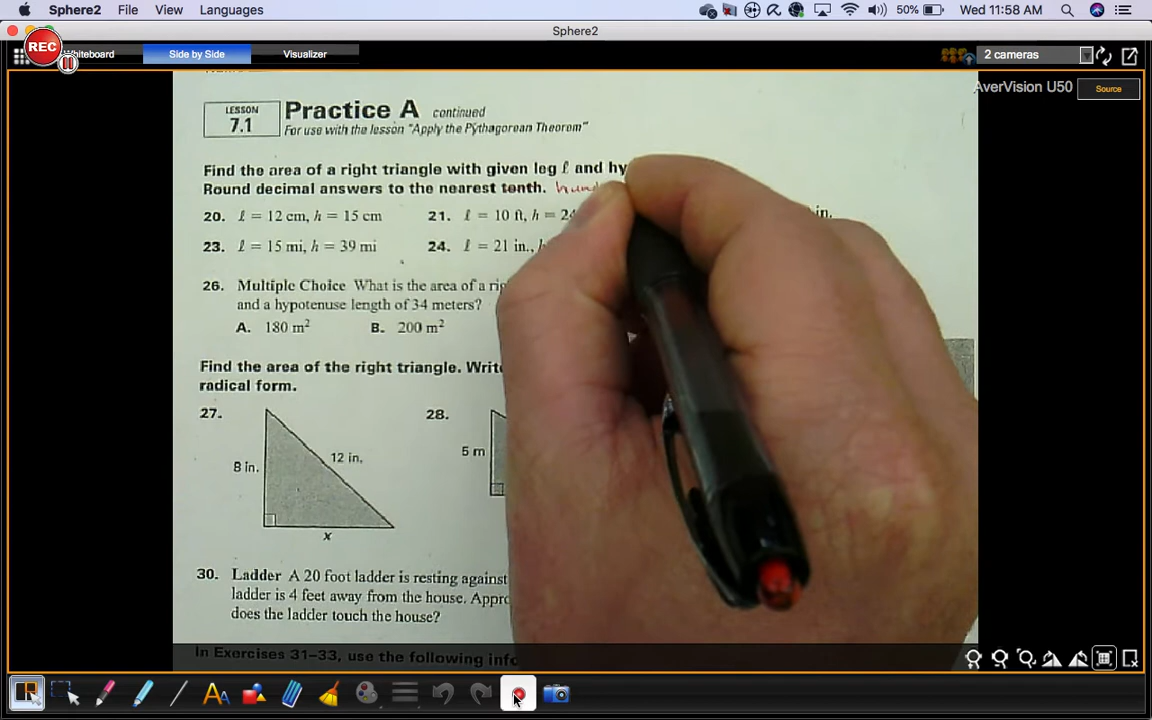 Sphere2 File View Languages 50% Wed 11:58 AM
Sphere2
REC
Whiteboard Side by Side Visualizer 2 cameras
AverVision U50 Source
LESSON
7.1
Practice A continued
For use with the lesson "Apply the Pythagorean Theorem"
Find the area of a right triangle with given leg ℓ and hy
Round decimal answers to the nearest tenth.
20. ℓ = 12 cm, h = 15 cm 21. ℓ = 10 ft, h = 24 in.
23. ℓ = 15 mi, h = 39 mi 24. ℓ = 21 in.,
26. Multiple Choice What is the area of a
and a hypotenuse length of 34 meters?
A. 180 m² B. 200 m²
Find the area of the right triangle. Write
radical form.
27. 28.
8 in. 12 in. 5 m
x
30. Ladder A 20 foot ladder is resting against
ladder is 4 feet away from the house.
does the ladder touch the house?
In Exercises 31–33, use the following